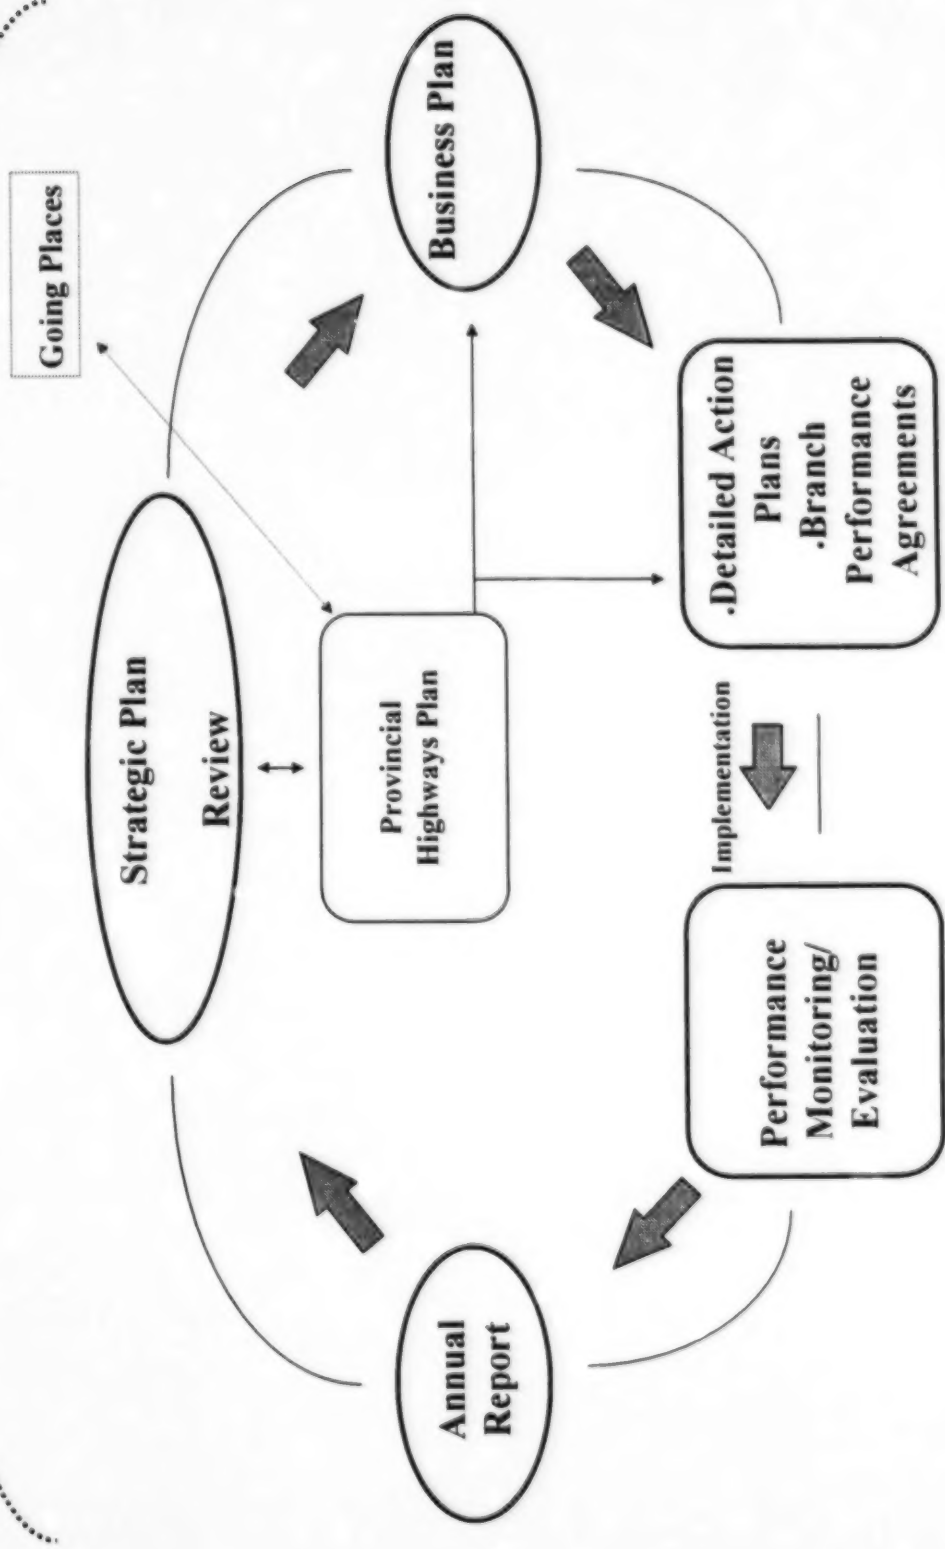 Going Places
Strategic Plan
Review
Business Plan
Provincial
Highways Plan
.Detailed Action
Plans
.Branch
Performance
Agreements
Implementation
Performance
Monitoring/
Evaluation
Annual
Report